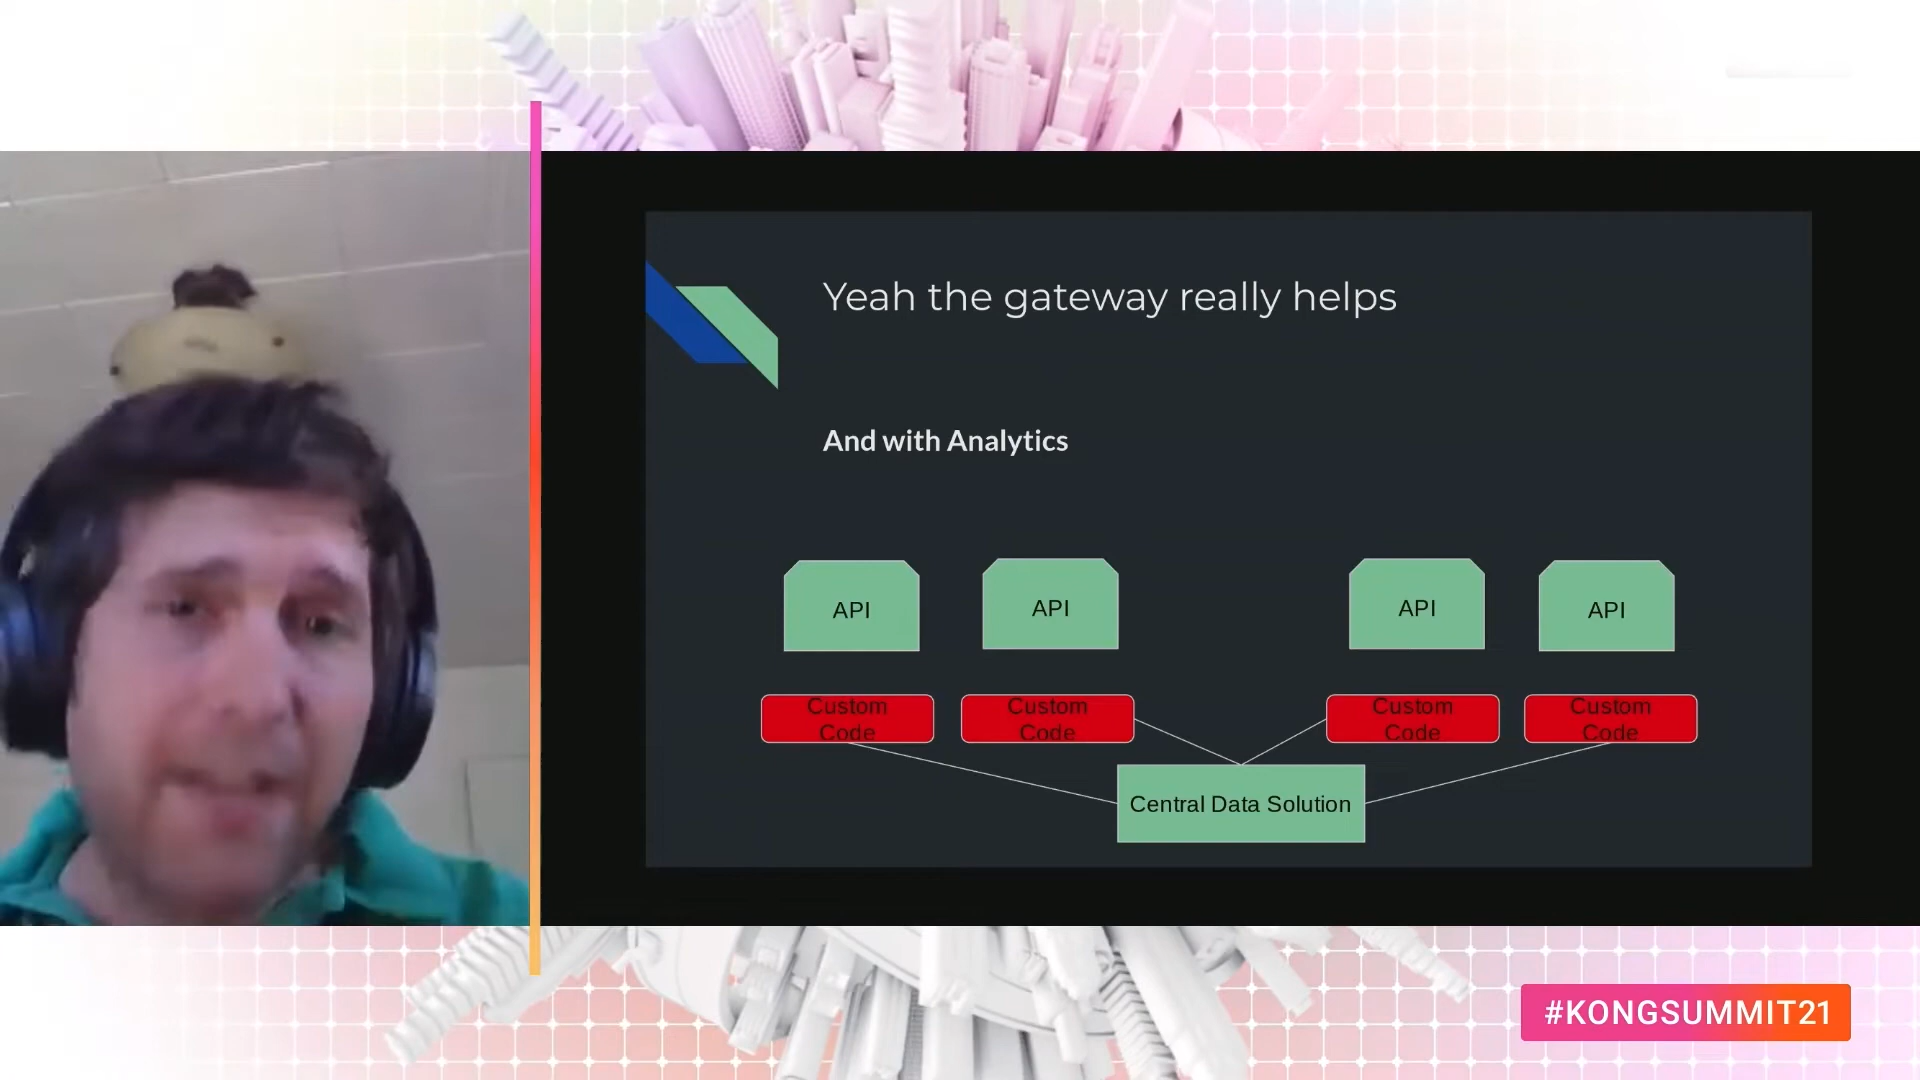 Yeah the gateway really helps
And with Analytics
API
API
API
API
Custom
Code
Custom
Code
Custom
Code
Custom
Code
Central Data Solution
#KONGSUMMIT21